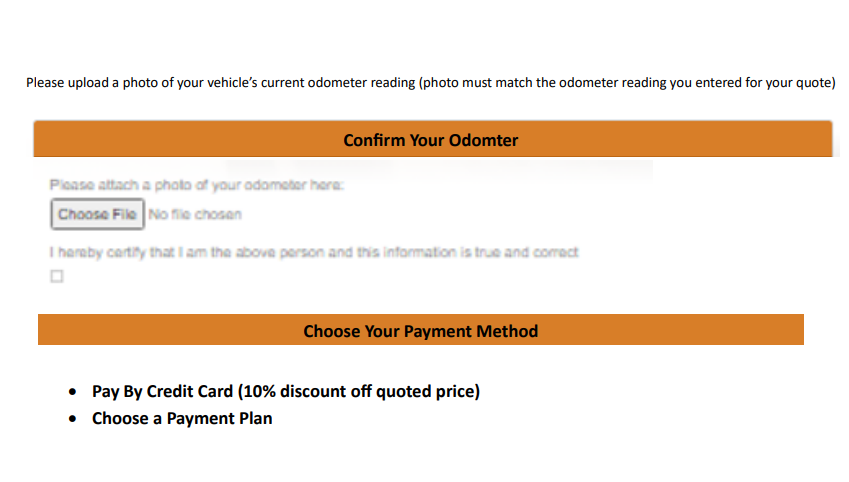 Please upload a photo of your vehicle’s current odometer reading (photo must match the odometer reading you entered for your quote)
Confirm Your Odomter
Please attach a photo of your odometer here:
Choose File No file chosen
I hereby certify that I am the above person and this information is true and correct
Choose Your Payment Method
• Pay By Credit Card (10% discount off quoted price)
• Choose a Payment Plan